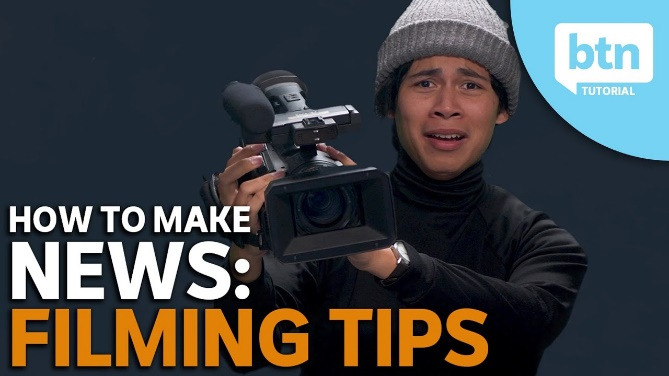 btn
TUTORIAL
HOW TO MAKE
NEWS:
FILMING TIPS